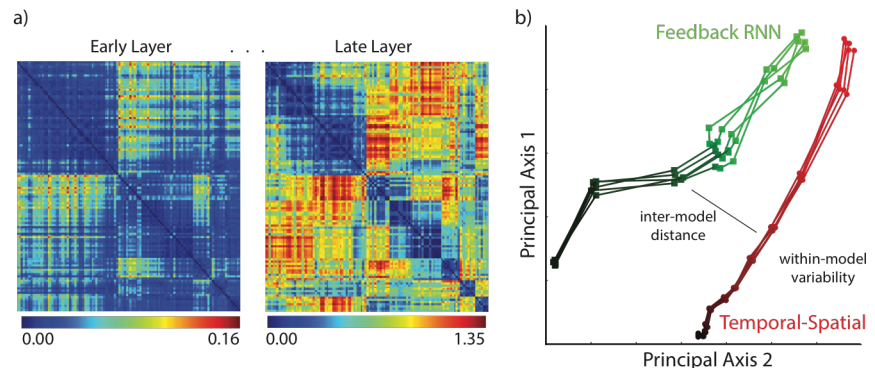 a)
Early Layer
. . .
Late Layer
0.00
0.16
0.00
1.35
b)
Feedback RNN
Principal Axis 1
inter-model
distance
within-model
variability
Temporal-Spatial
Principal Axis 2